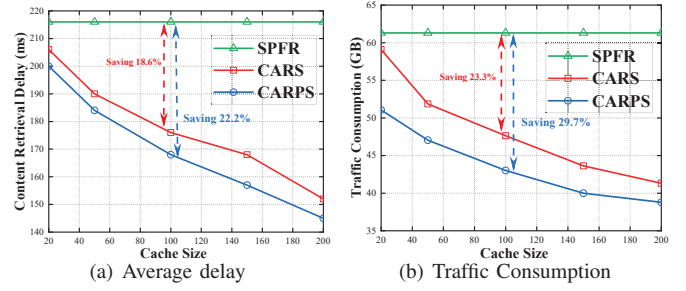 220
210
200
190
180
170
160
150
140
20
40
60
80
100
120
140
160
180
200
Content Retrieval Delay (ms)
Cache Size
SPFR
CARS
CARPS
Saving 18.6%
Saving 22.2%
(a) Average delay
65
60
55
50
45
40
35
20
40
60
80
100
120
140
160
180
200
Traffic Consumption (GB)
Cache Size
SPFR
CARS
CARPS
Saving 23.3%
Saving 29.7%
(b) Traffic Consumption